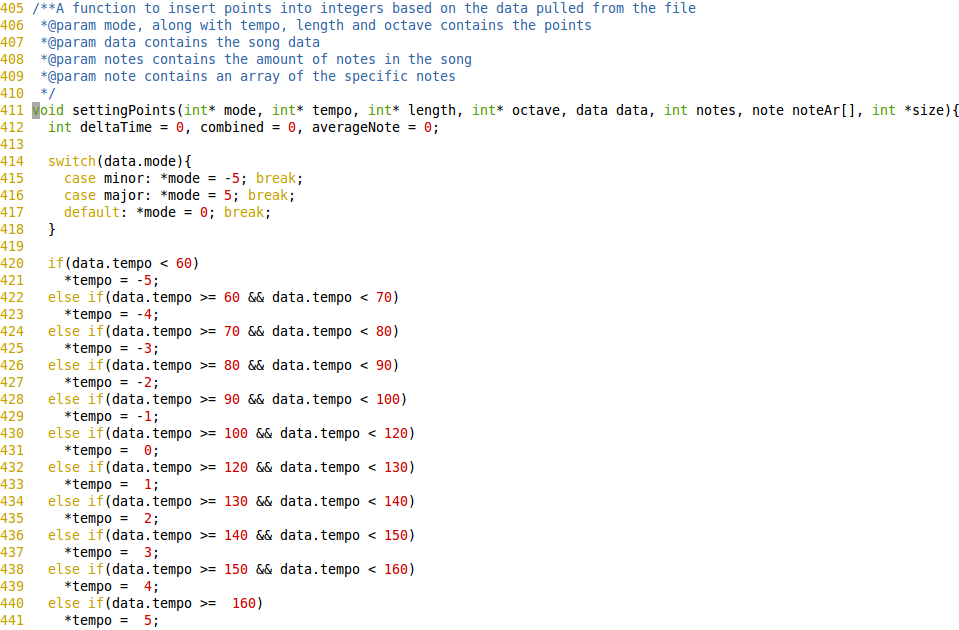 405 /**A function to insert points into integers based on the data pulled from the file
406  *@param mode, along with tempo, length and octave contains the points
407  *@param data contains the song data
408  *@param notes contains the amount of notes in the song
409  *@param note contains an array of the specific notes
410  */
411 void settingPoints(int* mode, int* tempo, int* length, int* octave, data data, int notes, note noteAr[], int *size){
412   int deltaTime = 0, combined = 0, averageNote = 0;
413
414   switch(data.mode){
415     case minor: *mode = -5; break;
416     case major: *mode = 5; break;
417     default: *mode = 0; break;
418   }
419
420   if(data.tempo < 60)
421     *tempo = -5;
422   else if(data.tempo >= 60 && data.tempo < 70)
423     *tempo = -4;
424   else if(data.tempo >= 70 && data.tempo < 80)
425     *tempo = -3;
426   else if(data.tempo >= 80 && data.tempo < 90)
427     *tempo = -2;
428   else if(data.tempo >= 90 && data.tempo < 100)
429     *tempo = -1;
430   else if(data.tempo >= 100 && data.tempo < 120)
431     *tempo =  0;
432   else if(data.tempo >= 120 && data.tempo < 130)
433     *tempo =  1;
434   else if(data.tempo >= 130 && data.tempo < 140)
435     *tempo =  2;
436   else if(data.tempo >= 140 && data.tempo < 150)
437     *tempo =  3;
438   else if(data.tempo >= 150 && data.tempo < 160)
439     *tempo =  4;
440   else if(data.tempo >=  160)
441     *tempo =  5;